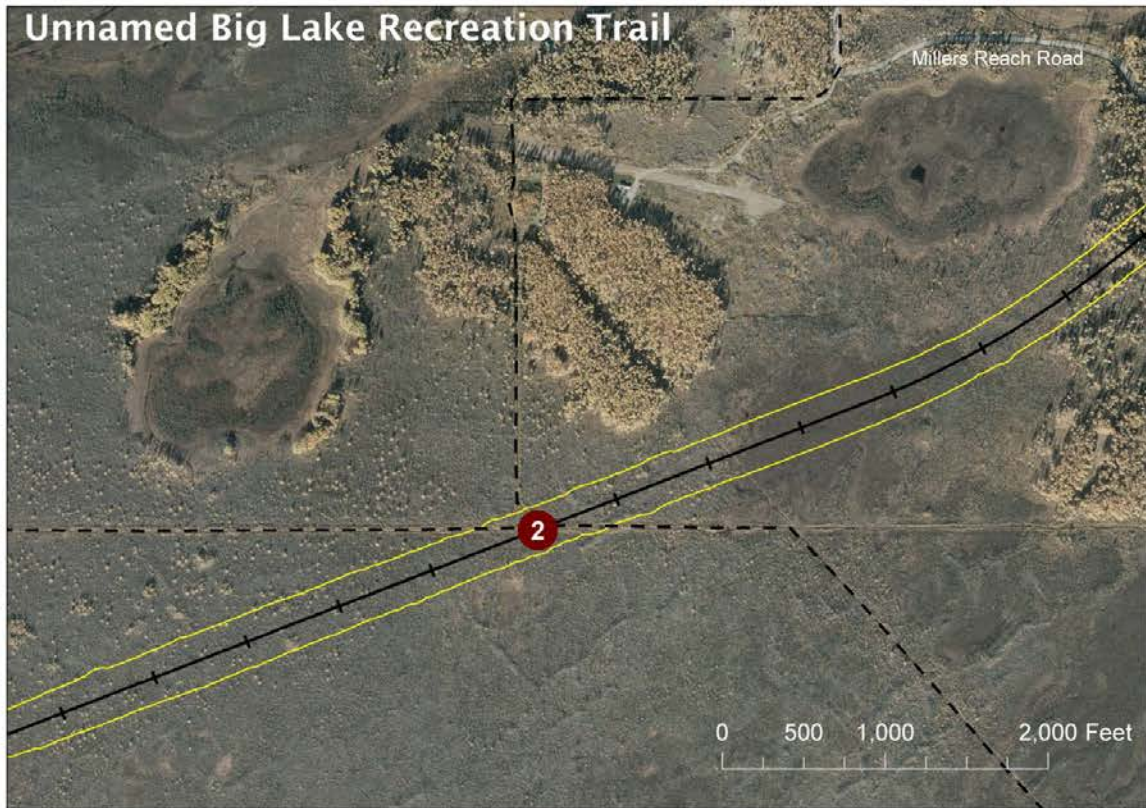 Unnamed Big Lake Recreation Trail
Millers Reach Road
2
0 500 1,000 2,000 Feet